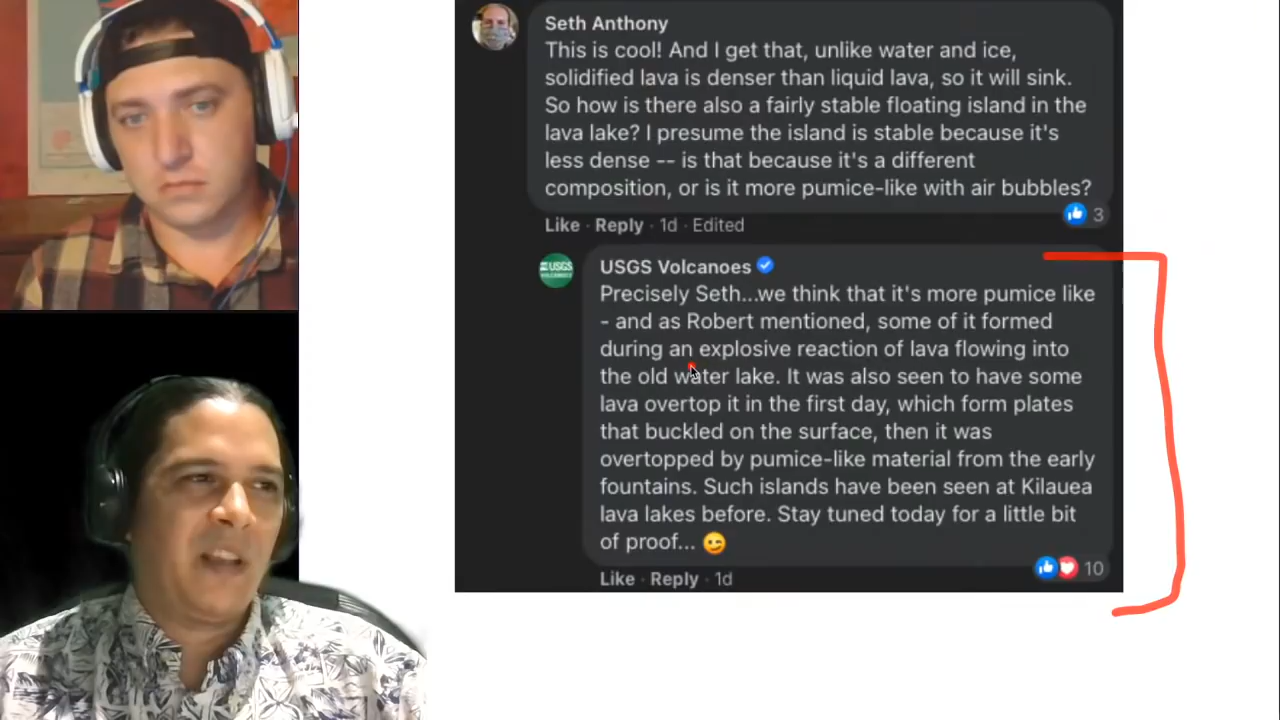 Seth Anthony
This is cool! And I get that, unlike water and ice,
solidified lava is denser than liquid lava, so it will sink.
So how is there also a fairly stable floating island in the
lava lake? I presume the island is stable because it's
less dense -- is that because it's a different
composition, or is it more pumice-like with air bubbles?
3
Like · Reply · 1d · Edited
USGS
VOLCANOES
USGS Volcanoes
Precisely Seth...we think that it's more pumice like
- and as Robert mentioned, some of it formed
during an explosive reaction of lava flowing into
the old water lake. It was also seen to have some
lava overtop it in the first day, which form plates
that buckled on the surface, then it was
overtopped by pumice-like material from the early
fountains. Such islands have been seen at Kilauea
lava lakes before. Stay tuned today for a little bit
of proof... 😉
10
Like · Reply · 1d